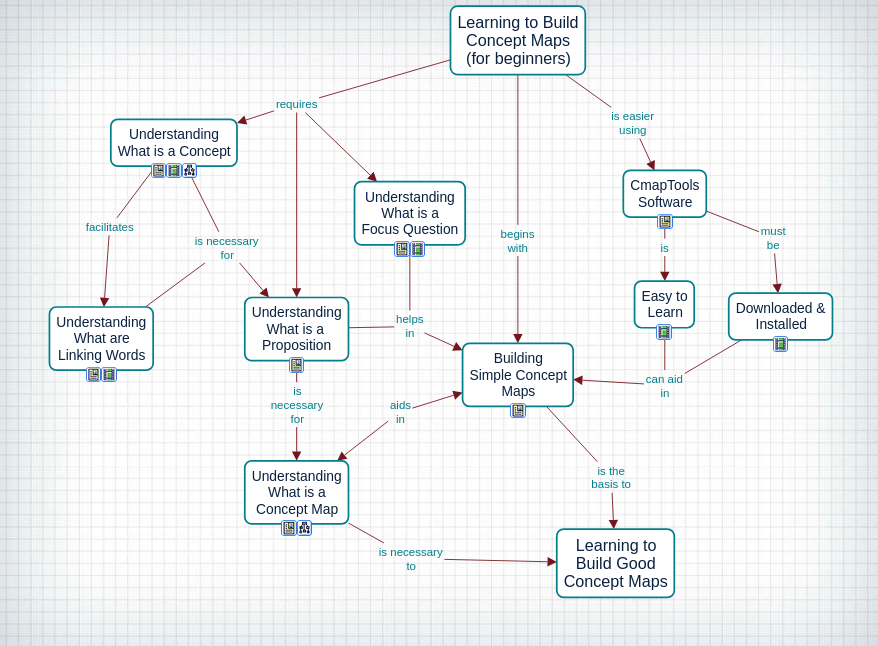 Learning to Build
Concept Maps
(for beginners)
requires
is easier
using
Understanding
What is a Concept
Understanding
What is a
Focus Question
CmapTools
Software
facilitates
is necessary
for
begins
with
is
must
be
Understanding
What are
Linking Words
Understanding
What is a
Proposition
helps
in
Easy to
Learn
Downloaded &
Installed
Building
Simple Concept
Maps
can aid
in
is
necessary
for
aids
in
Understanding
What is a
Concept Map
is the
basis to
is necessary
to
Learning to
Build Good
Concept Maps